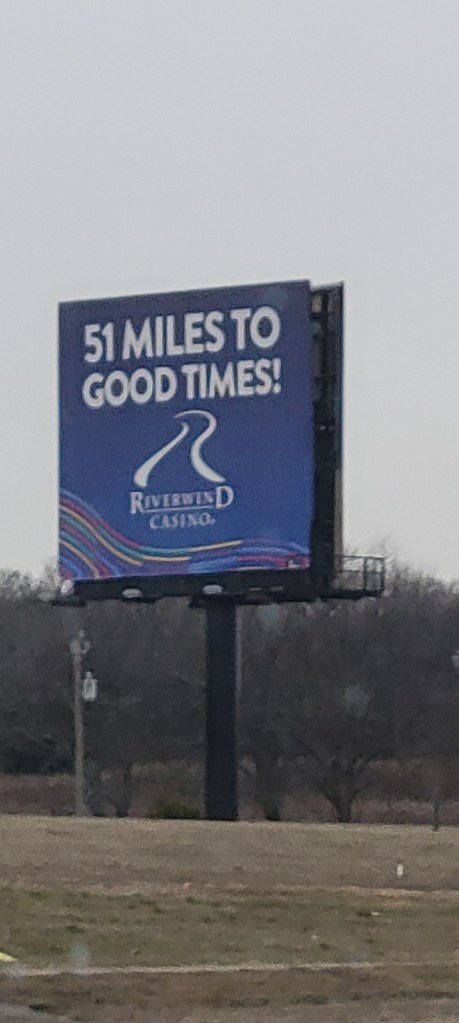 51 MILES TO
GOOD TIMES!
RIVERWIND
CASINO